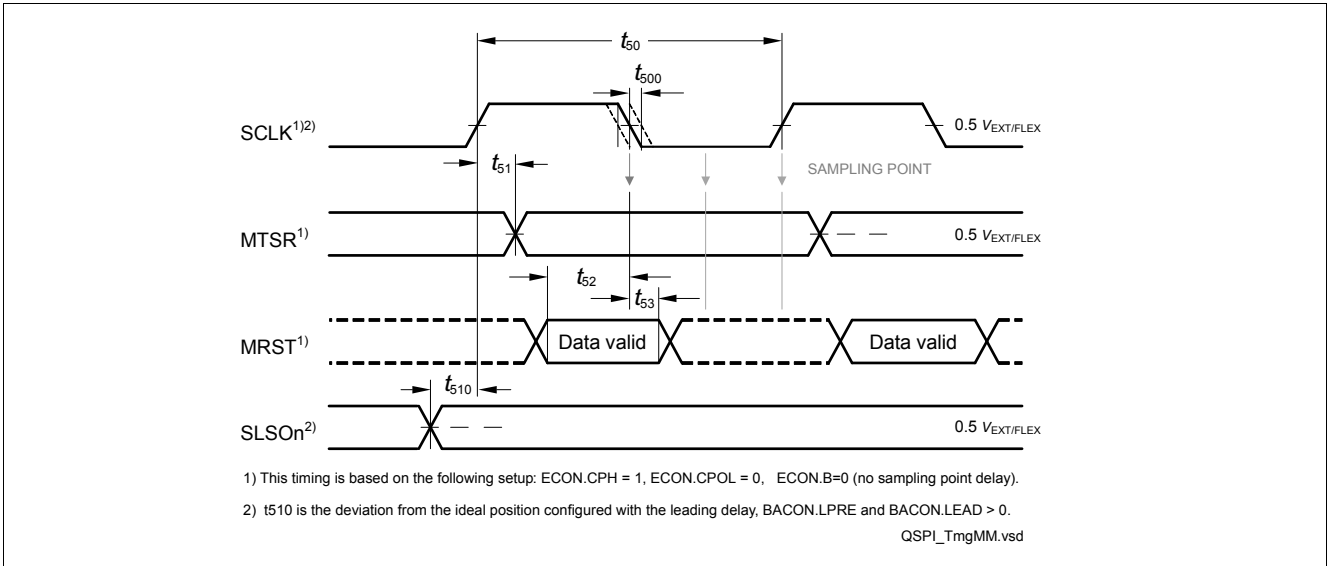 t50
t500
SCLK1)2)
0.5 VEXT/FLEX
t51
SAMPLING POINT
MTSR1)
0.5 VEXT/FLEX
t52
t53
MRST1)
Data valid
Data valid
t510
SLSOn2)
0.5 VEXT/FLEX
1) This timing is based on the following setup: ECON.CPH = 1, ECON.CPOL = 0, ECON.B=0 (no sampling point delay).
2) t510 is the deviation from the ideal position configured with the leading delay, BACON.LPRE and BACON.LEAD > 0.
QSPI_TmgMM.vsd